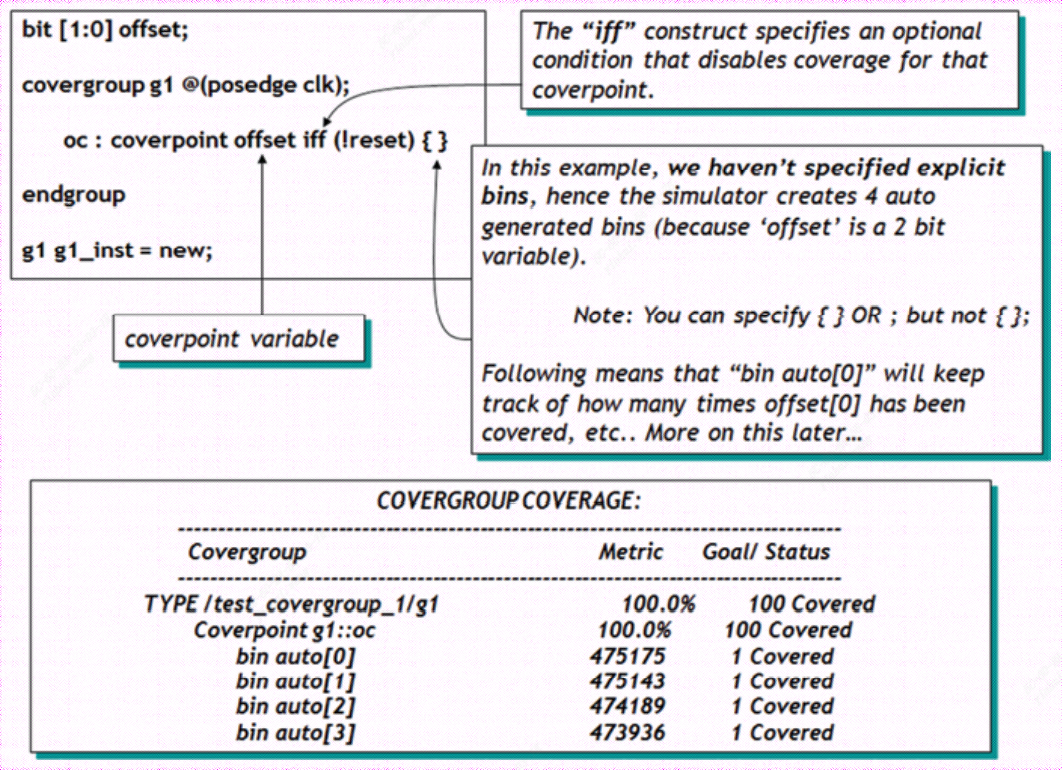 bit [1:0] offset;
covergroup g1 @(posedge clk);
oc : coverpoint offset iff (!reset) { }
endgroup
g1 g1_inst = new;
The “iff” construct specifies an optional
condition that disables coverage for that
coverpoint.
In this example, we haven’t specified explicit
bins, hence the simulator creates 4 auto
generated bins (because ‘offset’ is a 2 bit
variable).
Note: You can specify { } OR ; but not { };
Following means that “bin auto[0]” will keep
track of how many times offset[0] has been
covered, etc.. More on this later…
coverpoint variable
COVERGROUP COVERAGE:
Covergroup Metric Goal/ Status
TYPE /test_covergroup_1/g1 100.0% 100 Covered
Coverpoint g1::oc 100.0% 100 Covered
bin auto[0] 475175 1 Covered
bin auto[1] 475143 1 Covered
bin auto[2] 474189 1 Covered
bin auto[3] 473936 1 Covered